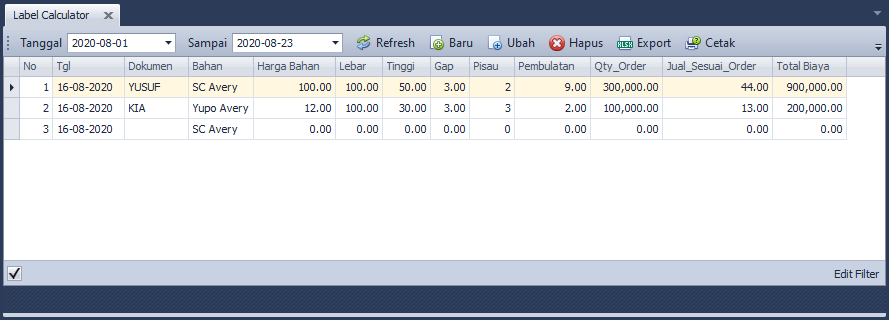 Label Calculator
Tanggal 2020-08-01 Sampai 2020-08-23 Refresh Baru Ubah Hapus XLSX Export Cetak
No Tgl Dokumen Bahan Harga Bahan Lebar Tinggi Gap Pisau Pembulatan Qty_Order Jual_Sesuai_Order Total Biaya
1 16-08-2020 YUSUF SC Avery 100.00 100.00 50.00 3.00 2 9.00 300,000.00 44.00 900,000.00
2 16-08-2020 KIA Yupo Avery 12.00 100.00 30.00 3.00 3 2.00 100,000.00 13.00 200,000.00
3 16-08-2020 SC Avery 0.00 0.00 0.00 0.00 0 0.00 0.00 0.00 0.00
Edit Filter